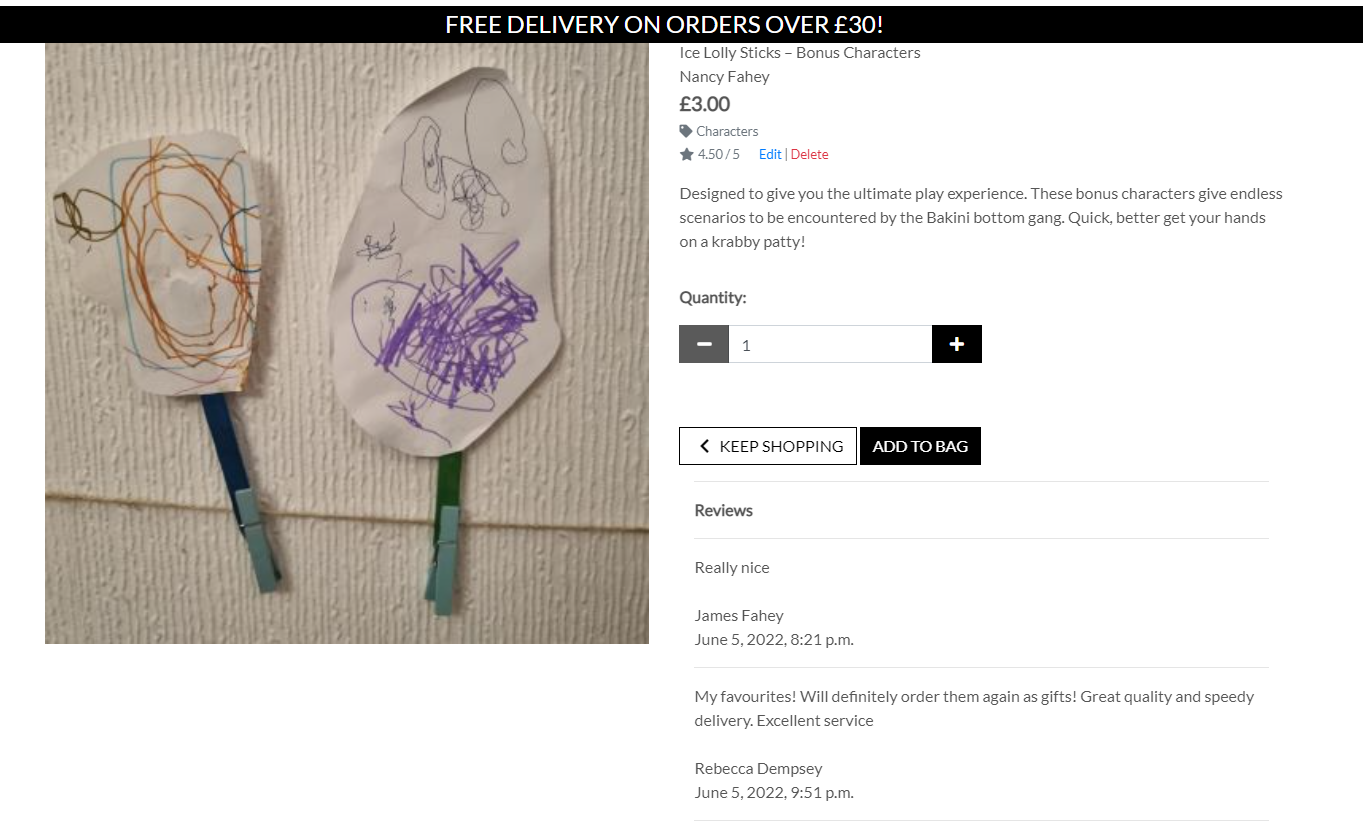 FREE DELIVERY ON ORDERS OVER £30!
Ice Lolly Sticks – Bonus Characters
Nancy Fahey
£3.00
Characters
4.50 / 5 Edit | Delete
Designed to give you the ultimate play experience. These bonus characters give endless
scenarios to be encountered by the Bakini bottom gang. Quick, better get your hands
on a krabby patty!
Quantity:
1
KEEP SHOPPING ADD TO BAG
Reviews
Really nice
James Fahey
June 5, 2022, 8:21 p.m.
My favourites! Will definitely order them again as gifts! Great quality and speedy
delivery. Excellent service
Rebecca Dempsey
June 5, 2022, 9:51 p.m.